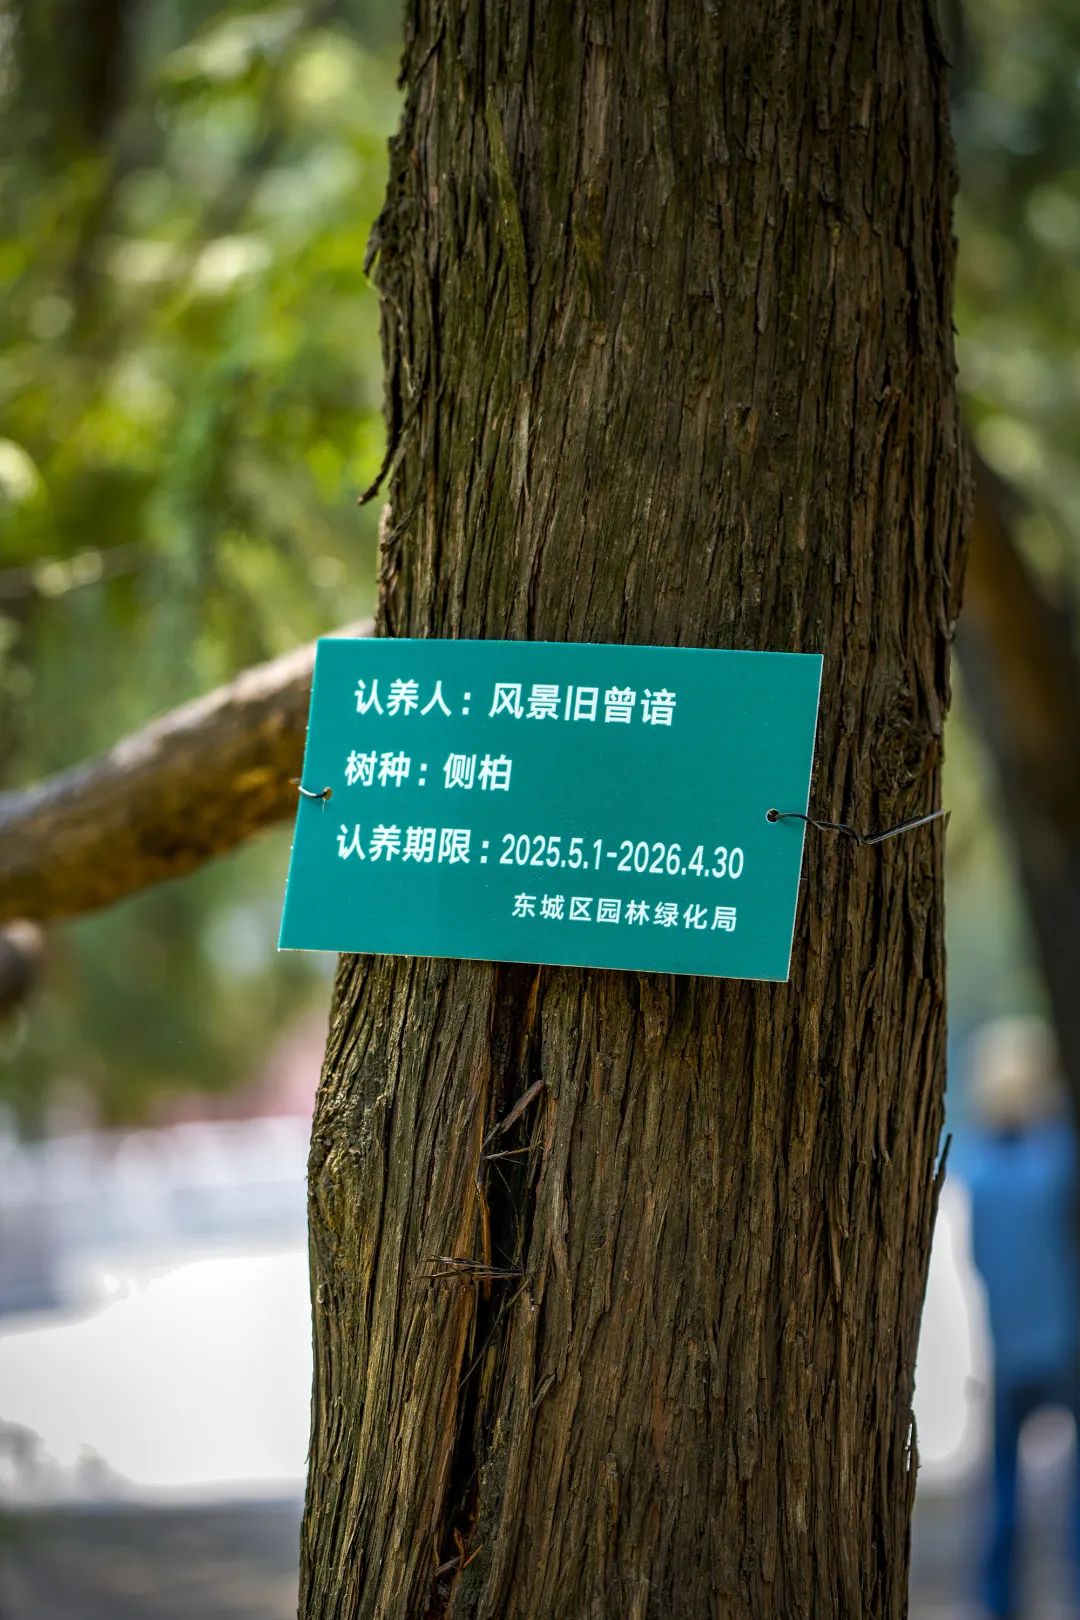 认养人：风景旧曾谙
树种：侧柏
认养期限：2025.5.1-2026.4.30
东城区园林绿化局